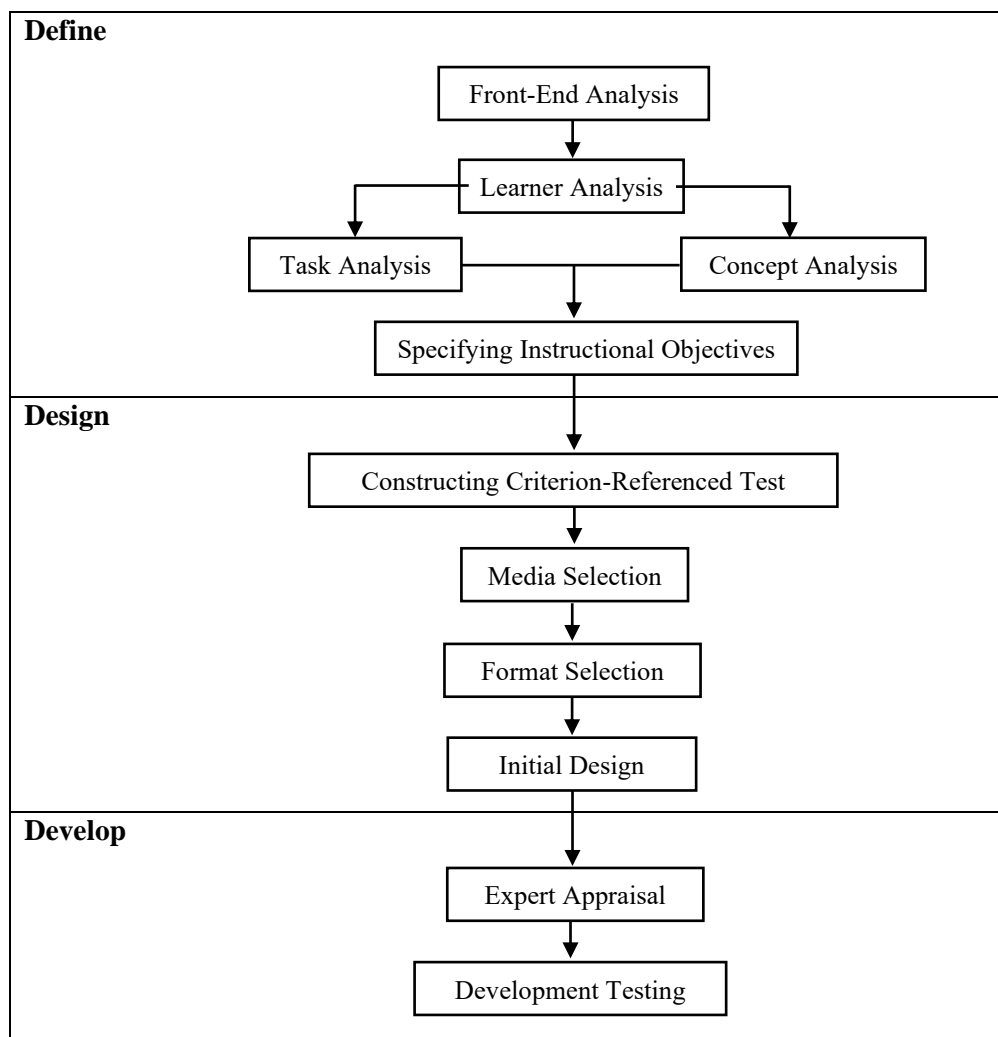 Define
Front-End Analysis
Learner Analysis
Task Analysis
Concept Analysis
Specifying Instructional Objectives
Design
Constructing Criterion-Referenced Test
Media Selection
Format Selection
Initial Design
Develop
Expert Appraisal
Development Testing